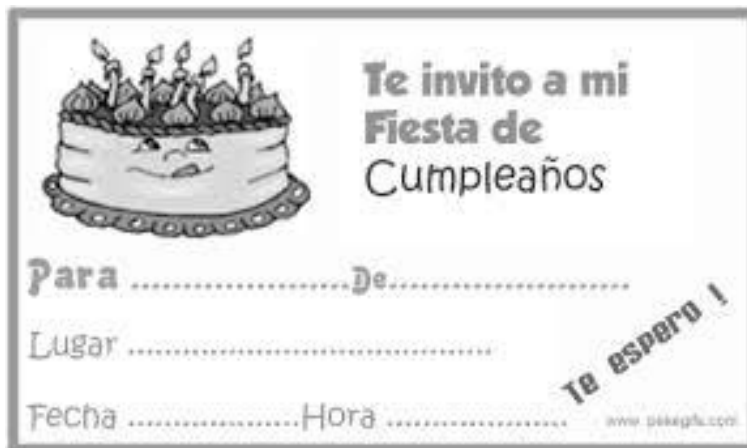 Te invito a mi
Fiesta de
Cumpleaños
Para ..................De....................
Lugar ................................
Te espero !
Fecha ..............Hora ................
www.pekegifs.com